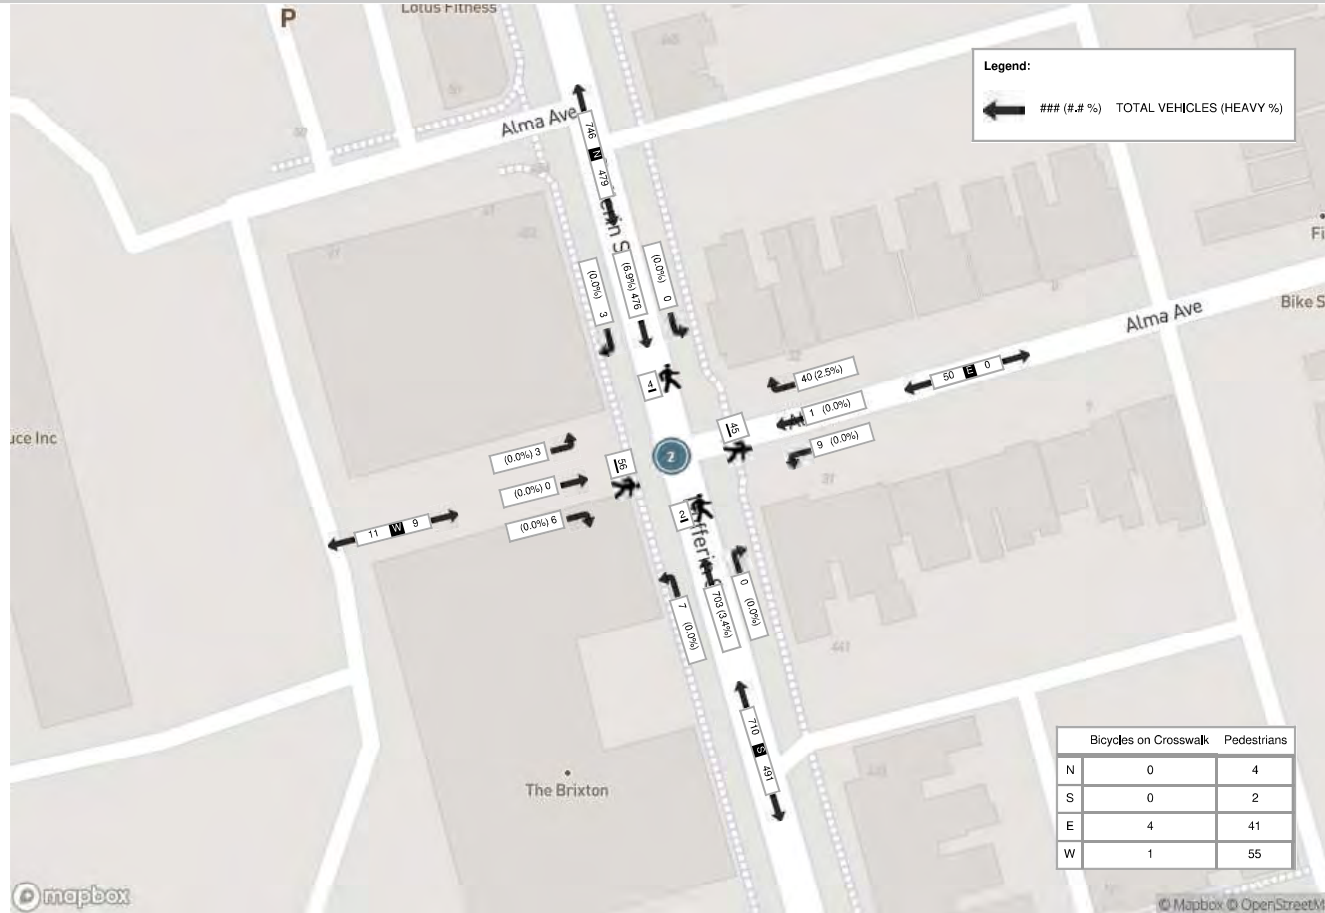 P
Lotus Fitness
Legend:
### (#.# %) TOTAL VEHICLES (HEAVY %)
Alma Ave
746 N 479
(0.0%) 3
(6.9%) 476
(0.0%) 0
Fi
Bike S
Alma Ave
40 (2.5%)
50 E 0
1 (0.0%)
9 (0.0%)
4
45
2
uce Inc
(0.0%) 3
56
(0.0%) 0
(0.0%) 6
11 W 9
2
7 (0.0%)
703 (3.4%)
0 (0.0%)
441
710 S 491
The Brixton
Bicycles on Crosswalk Pedestrians
N 0 4
S 0 2
E 4 41
W 1 55
mapbox
© Mapbox © OpenStreetM